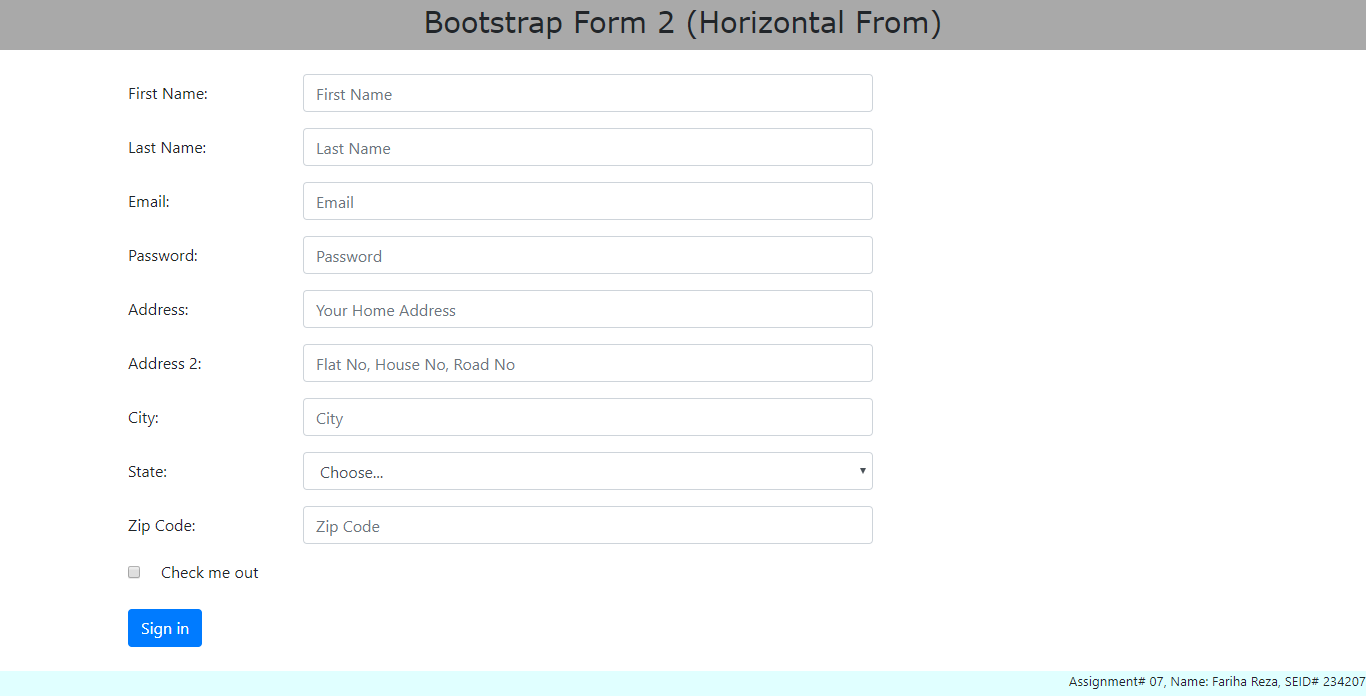 Bootstrap Form 2 (Horizontal From)
First Name: First Name
Last Name: Last Name
Email: Email
Password: Password
Address: Your Home Address
Address 2: Flat No, House No, Road No
City: City
State: Choose...
Zip Code: Zip Code
Check me out
Sign in
Assignment# 07, Name: Fariha Reza, SEID# 234207